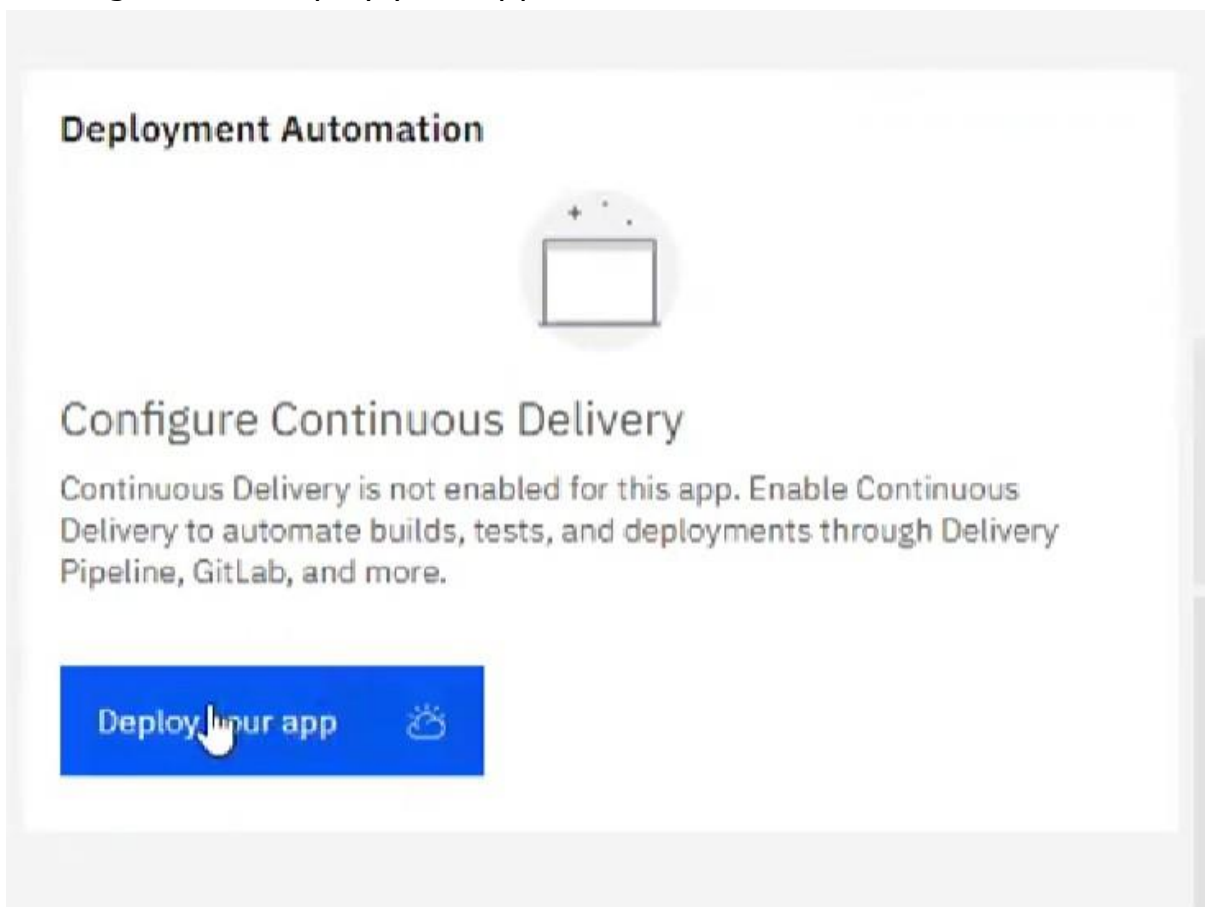 Deployment Automation
Configure Continuous Delivery
Continuous Delivery is not enabled for this app. Enable Continuous
Delivery to automate builds, tests, and deployments through Delivery
Pipeline, GitLab, and more.
Deploy your app